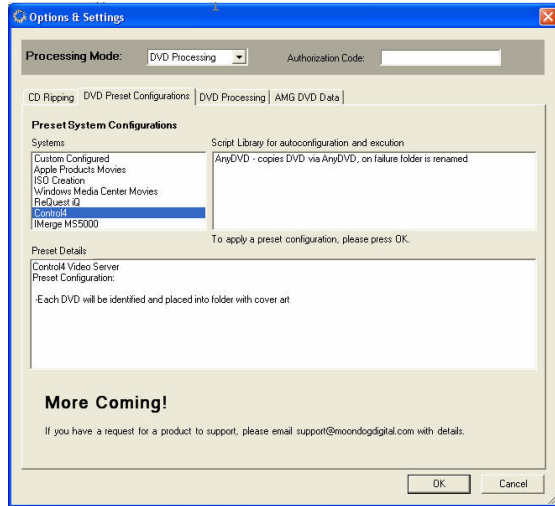 Options & Settings
Processing Mode: DVD Processing Authorization Code:
CD Ripping DVD Preset Configurations DVD Processing AMG DVD Data
Preset System Configurations
Systems Script Library for autoconfiguration and excution
Custom Configured AnyDVD - copies DVD via AnyDVD, on failure folder is renamed
Apple Products Movies
ISO Creation
Windows Media Center Movies
ReQuest iQ
Control4
IMerge MS5000
To apply a preset configuration, please press OK.
Preset Details
Control4 Video Server
Preset Configuration:
-Each DVD will be identified and placed into folder with cover art
More Coming!
If you have a request for a product to support, please email support@moondogdigital.com with details.
OK Cancel